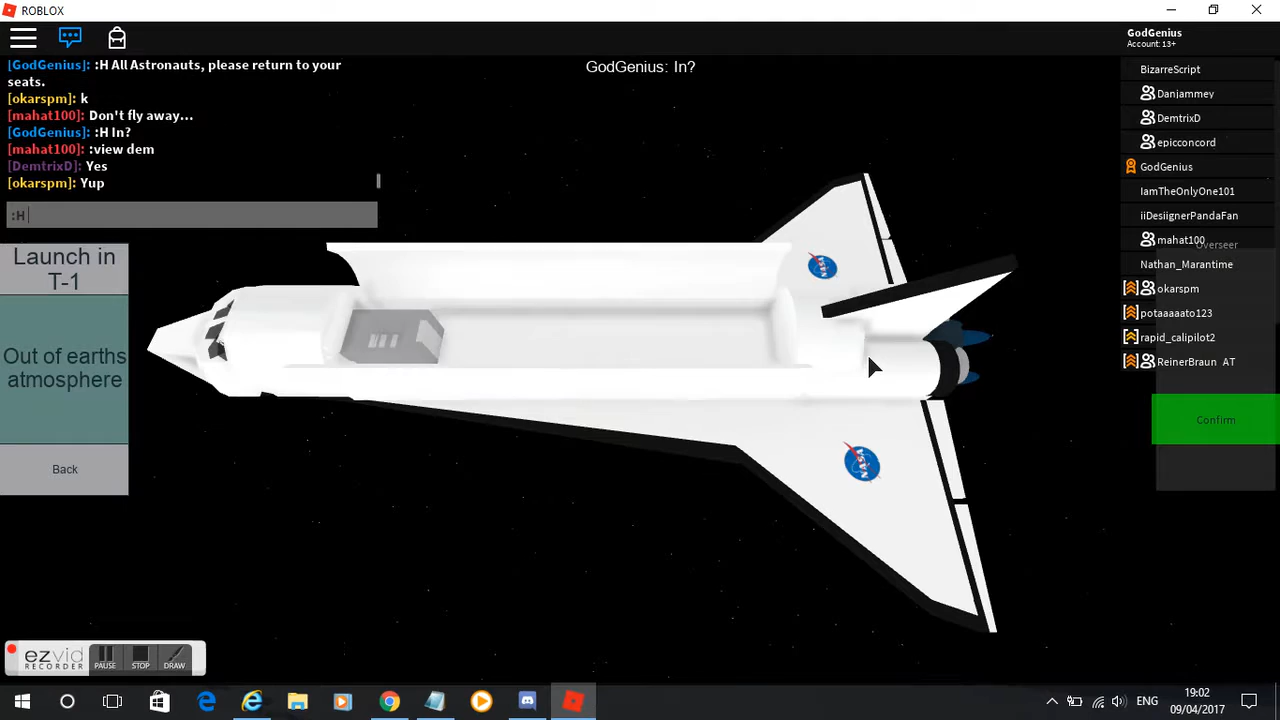 ROBLOX
GodGenius
Account: 13+
[GodGenius]: :H All Astronauts, please return to your
seats.
[okarspm]: k
[mahat100]: Don't fly away...
[GodGenius]: :H In?
[mahat100]: :view dem
[DemtrixD]: Yes
[okarspm]: Yup
:H
GodGenius: In?
BizarreScript
Danjammey
DemtrixD
epicconcord
GodGenius
IamTheOnlyOne101
iiDesiignerPandaFan
mahat100
Overseer
Nathan_Marantime
okarspm
potaaaaato123
rapid_calipilot2
ReinerBraun_AT
Confirm
Launch in
T-1
Out of earths
atmosphere
Back
NASA
NASA
ezvid
RECORDER
PAUSE
STOP
DRAW
ENG
19:02
09/04/2017